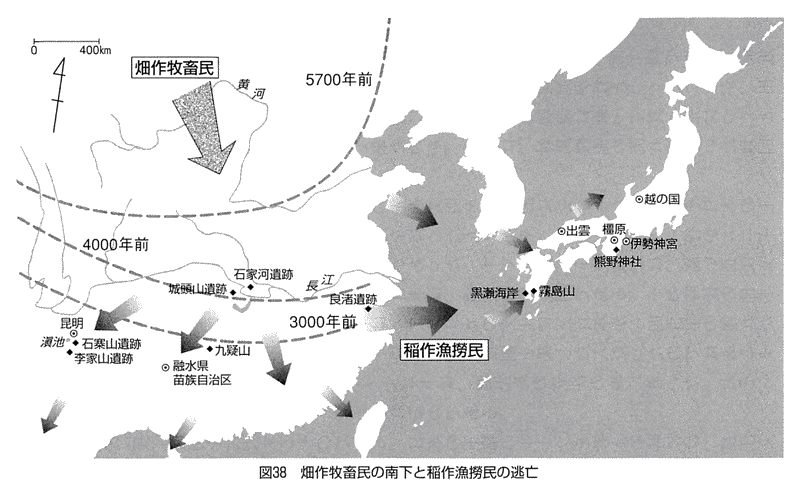 0 400km
畑作牧畜民
黄河
5700年前
越の国
出雲
橿原
伊勢神宮
熊野神社
4000年前
石家河遺跡
城頭山遺跡
長江
良渚遺跡
黒瀬海岸
霧島山
3000年前
昆明
滇池
石寨山遺跡
李家山遺跡
九疑山
融水県
苗族自治区
稲作漁撈民
図38 畑作牧畜民の南下と稲作漁撈民の逃亡